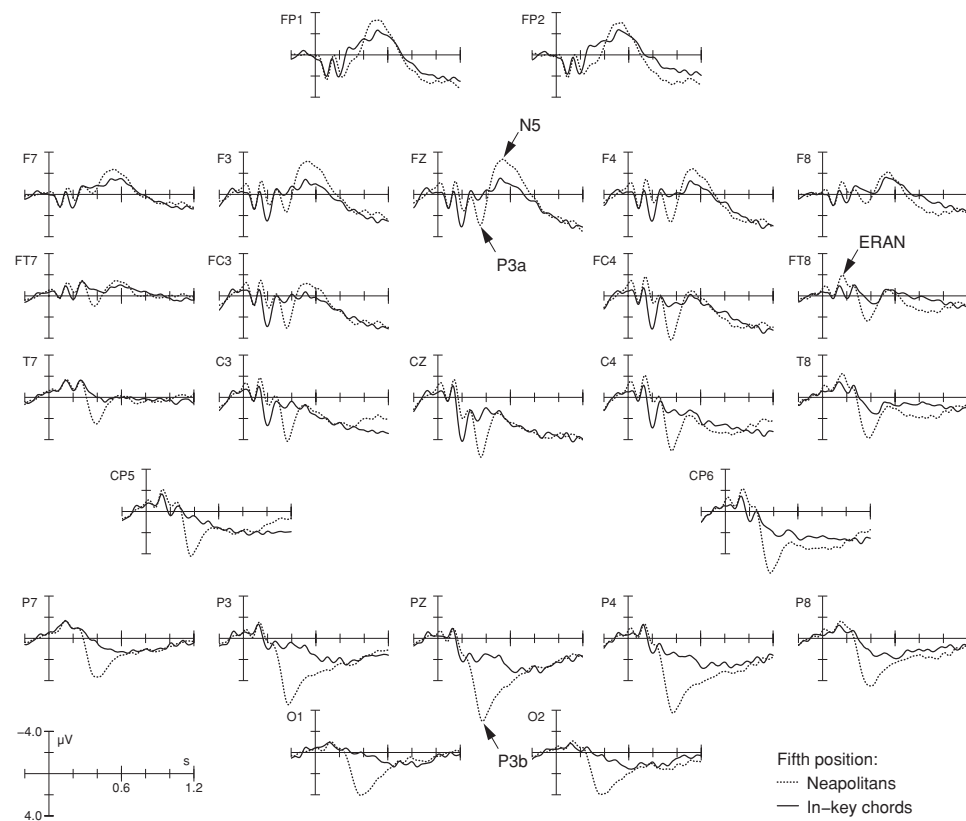 FP1 FP2
N5
F7 F3 FZ F4 F8
P3a
ERAN
FT7 FC3 FC4 FT8
T7 C3 CZ C4 T8
CP5 CP6
P7 P3 PZ P4 P8
O1 O2
P3b
−4.0
μV
s
0.6 1.2
4.0
Fifth position:
Neapolitans
In−key chords